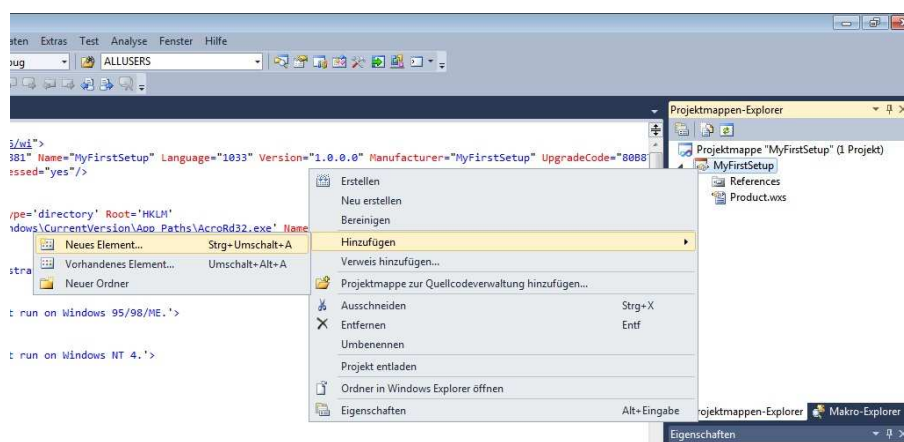 Extras Test Analyse Fenster Hilfe
ALLUSERS
Projektmappen-Explorer
Projektmappe "MyFirstSetup" (1 Projekt)
MyFirstSetup
References
Product.wxs
/wi">
881" Name="MyFirstSetup" Language="1033" Version="1.0.0.0" Manufacturer="MyFirstSetup" UpgradeCode="80B8
essed="yes"/>
ype='directory' Root='HKLM'
ndows\CurrentVersion\App Paths\AcroRd32.exe' Name
stra
t run on Windows 95/98/ME.'>
t run on Windows NT 4.'>
Erstellen
Neu erstellen
Bereinigen
Hinzufügen
Verweis hinzufügen...
Projektmappe zur Quellcodeverwaltung hinzufügen...
Ausschneiden Strg+X
Entfernen Entf
Umbenennen
Projekt entladen
Ordner in Windows Explorer öffnen
Eigenschaften Alt+Eingabe
Neues Element... Strg+Umschalt+A
Vorhandenes Element... Umschalt+Alt+A
Neuer Ordner
rojektmappen-Explorer Makro-Explorer
Eigenschaften